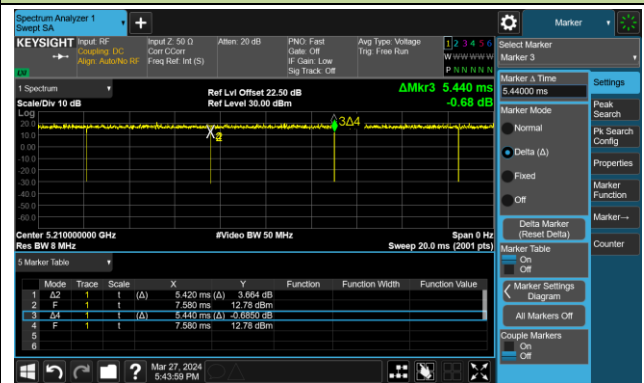 Spectrum Analyzer 1
Swept SA
Marker
KEYSIGHT
Input: RF
Coupling: DC
Align: Auto/No RF
Input Z: 50 Ω
Corr CCorr
Freq Ref: Int (S)
Atten: 20 dB
PNO: Fast
Gate: Off
IF Gain: Low
Sig Track: Off
Avg Type: Voltage
Trig: Free Run
1 2 3 4 5 6
W W W W W W
P N N N N N
Select Marker
Marker 3
1 Spectrum
Scale/Div 10 dB
Ref Lvl Offset 22.50 dB
Ref Level 30.00 dBm
ΔMkr3 5.440 ms
-0.68 dB
Log
20.0
10.0
0.00
-10.0
-20.0
-30.0
-40.0
-50.0
-60.0
3Δ4
2
Center 5.210000000 GHz
Res BW 8 MHz
#Video BW 50 MHz
Span 0 Hz
Sweep 20.0 ms (2001 pts)
5 Marker Table
Mode Trace Scale X Y Function Function Width Function Value
1 Δ2 1 t (Δ) 5.420 ms (Δ) 3.664 dB
2 F 1 t 7.580 ms 12.78 dBm
3 Δ4 1 t (Δ) 5.440 ms (Δ) -0.6850 dB
4 F 1 t 7.580 ms 12.78 dBm
5
6
Marker Δ Time
5.44000 ms
Marker Mode
Normal
Delta (Δ)
Fixed
Off
Delta Marker
(Reset Delta)
Marker Table
On
Off
Marker Settings
Diagram
All Markers Off
Couple Markers
On
Off
Settings
Peak
Search
Pk Search
Config
Properties
Marker
Function
Marker→
Counter
Mar 27, 2024
5:43:59 PM